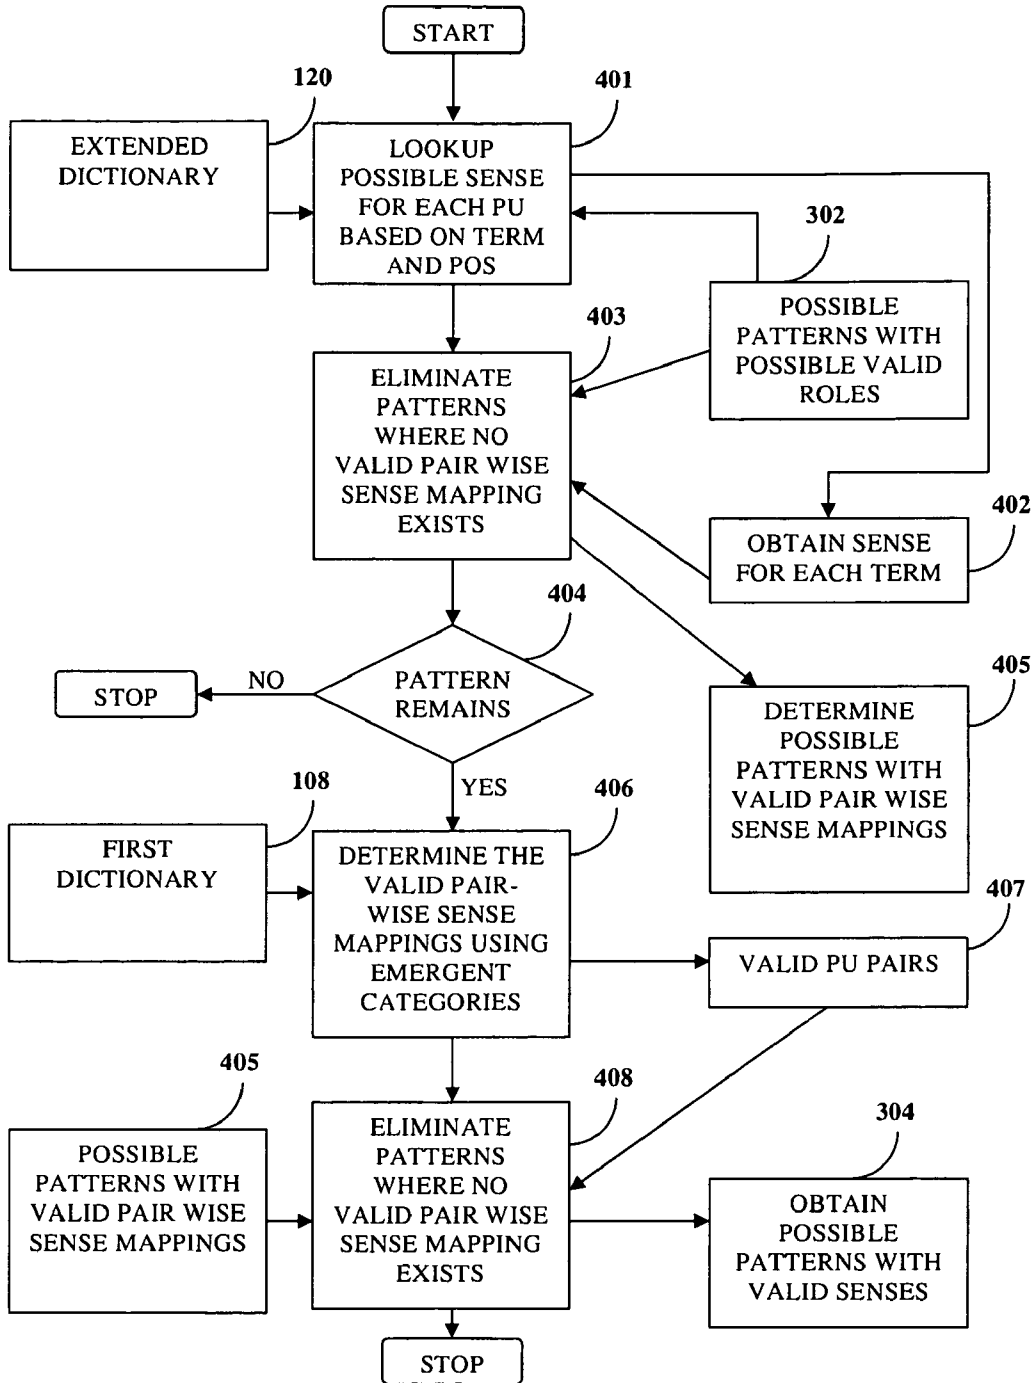 START
120
401
EXTENDED
DICTIONARY
LOOKUP
POSSIBLE SENSE
FOR EACH PU
BASED ON TERM
AND POS
302
POSSIBLE
PATTERNS WITH
POSSIBLE VALID
ROLES
403
ELIMINATE
PATTERNS
WHERE NO
VALID PAIR WISE
SENSE MAPPING
EXISTS
402
OBTAIN SENSE
FOR EACH TERM
404
PATTERN
REMAINS
NO
STOP
YES
405
DETERMINE
POSSIBLE
PATTERNS WITH
VALID PAIR WISE
SENSE MAPPINGS
108
FIRST
DICTIONARY
406
DETERMINE THE
VALID PAIR-
WISE SENSE
MAPPINGS USING
EMERGENT
CATEGORIES
407
VALID PU PAIRS
405
POSSIBLE
PATTERNS WITH
VALID PAIR WISE
SENSE MAPPINGS
408
ELIMINATE
PATTERNS
WHERE NO
VALID PAIR WISE
SENSE MAPPING
EXISTS
304
OBTAIN
POSSIBLE
PATTERNS WITH
VALID SENSES
STOP